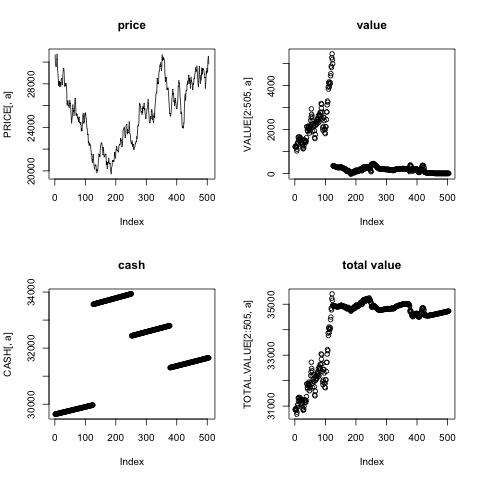 price
PRICE[, a]
20000 24000 28000
0 100 200 300 400 500
Index
value
VALUE[2:505, a]
0 2000 4000
0 100 200 300 400 500
Index
cash
CASH[, a]
30000 32000 34000
0 100 200 300 400 500
Index
total value
TOTAL.VALUE[2:505, a]
31000 33000 35000
0 100 200 300 400 500
Index